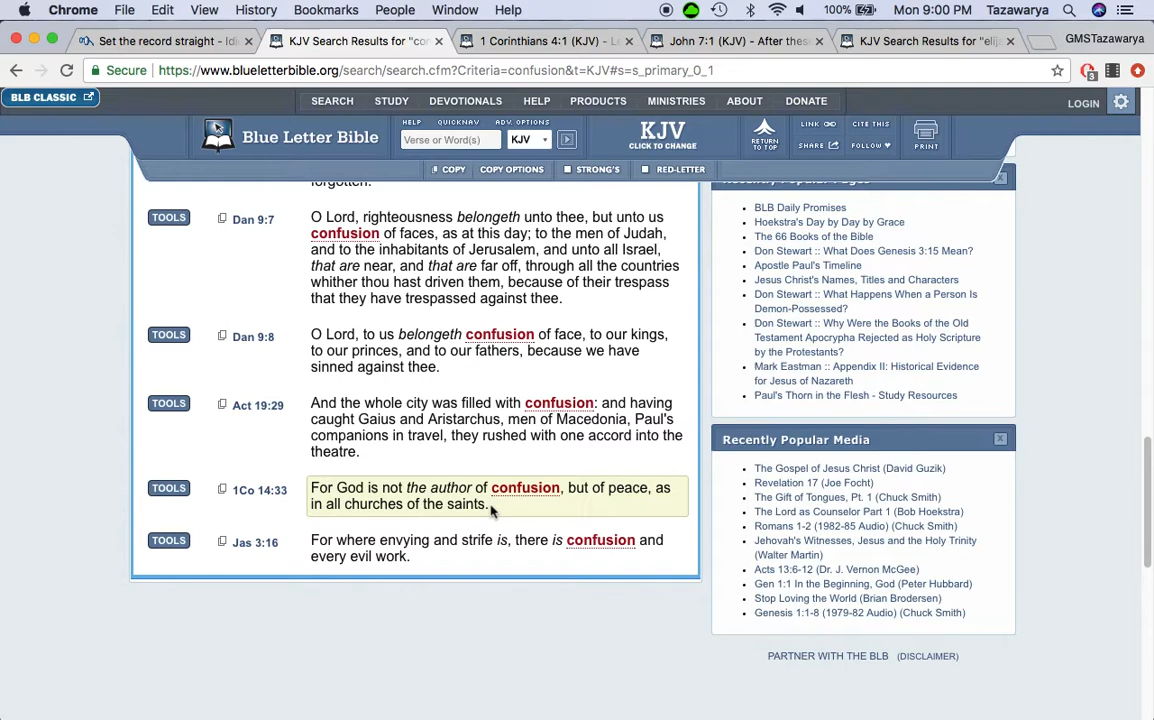 Chrome File Edit View History Bookmarks People Window Help 100% Mon 9:00 PM Tazawarya
Set the record straight - Idi
KJV Search Results for "con
1 Corinthians 4:1 (KJV) - Le
John 7:1 (KJV) - After thes
KJV Search Results for "elij
GMSTazawarya
Secure https://www.blueletterbible.org/search/search.cfm?Criteria=confusion&t=KJV#s=s_primary_0_1
3
BLB CLASSIC
SEARCH STUDY DEVOTIONALS HELP PRODUCTS MINISTRIES ABOUT DONATE
LOGIN
Blue Letter Bible
HELP QUICKNAV ADV. OPTIONS
Verse or Word(s) KJV
KJV
CLICK TO CHANGE
RETURN
TO TOP
LINK CITE THIS
SHARE FOLLOW
PRINT
COPY COPY OPTIONS STRONG'S RED-LETTER
forgotten.
TOOLS Dan 9:7 O Lord, righteousness belongeth unto thee, but unto us
confusion of faces, as at this day; to the men of Judah,
and to the inhabitants of Jerusalem, and unto all Israel,
that are near, and that are far off, through all the countries
whither thou hast driven them, because of their trespass
that they have trespassed against thee.
TOOLS Dan 9:8 O Lord, to us belongeth confusion of face, to our kings,
to our princes, and to our fathers, because we have
sinned against thee.
TOOLS Act 19:29 And the whole city was filled with confusion: and having
caught Gaius and Aristarchus, men of Macedonia, Paul's
companions in travel, they rushed with one accord into the
theatre.
TOOLS 1Co 14:33 For God is not the author of confusion, but of peace, as
in all churches of the saints.
TOOLS Jas 3:16 For where envying and strife is, there is confusion and
every evil work.
Recently Popular Pages
BLB Daily Promises
Hoekstra's Day by Day by Grace
The 66 Books of the Bible
Don Stewart :: What Does Genesis 3:15 Mean?
Apostle Paul's Timeline
Jesus Christ's Names, Titles and Characters
Don Stewart :: What Happens When a Person Is
Demon-Possessed?
Don Stewart :: Why Were the Books of the Old
Testament Apocrypha Rejected as Holy Scripture
by the Protestants?
Mark Eastman :: Appendix II: Historical Evidence
for Jesus of Nazareth
Paul's Thorn in the Flesh - Study Resources
Recently Popular Media
The Gospel of Jesus Christ (David Guzik)
Revelation 17 (Joe Focht)
The Gift of Tongues, Pt. 1 (Chuck Smith)
The Lord as Counselor Part 1 (Bob Hoekstra)
Romans 1-2 (1982-85 Audio) (Chuck Smith)
Jehovah's Witnesses, Jesus and the Holy Trinity
(Walter Martin)
Acts 13:6-12 (Dr. J. Vernon McGee)
Gen 1:1 In the Beginning, God (Peter Hubbard)
Stop Loving the World (Brian Brodersen)
Genesis 1:1-8 (1979-82 Audio) (Chuck Smith)
PARTNER WITH THE BLB (DISCLAIMER)